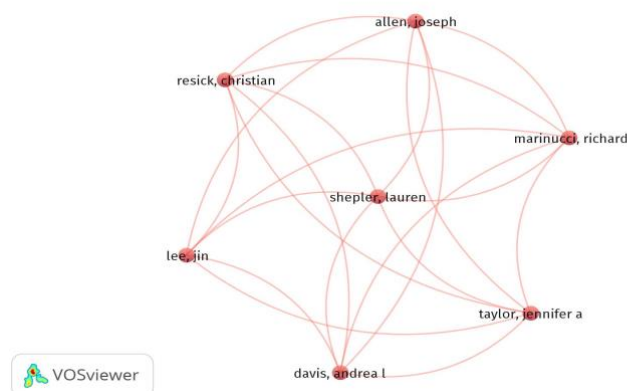 allen, joseph
resick, christian
marinucci, richard
shepler, lauren
lee, jin
taylor, jennifer a
davis, andrea l
VOSviewer